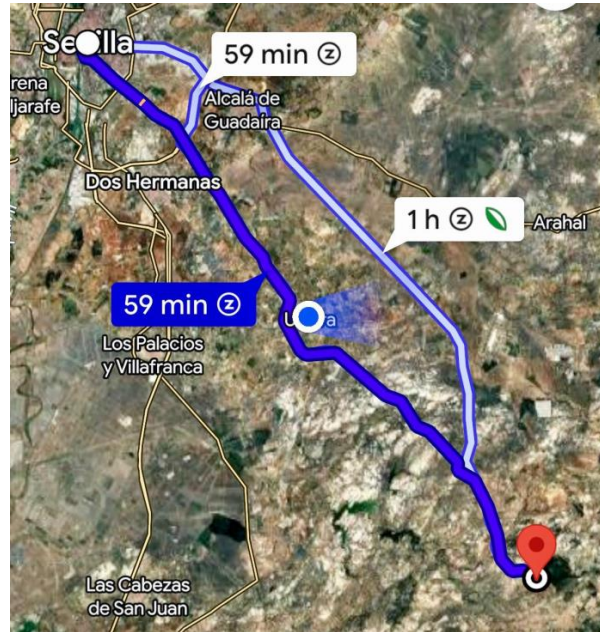 Sevilla
59 min
rena
ljarafe
Alcalá de
Guadaíra
Dos Hermanas
1 h
Arahál
59 min
Los Palacios
y Villafranca
Las Cabezas
de San Juan